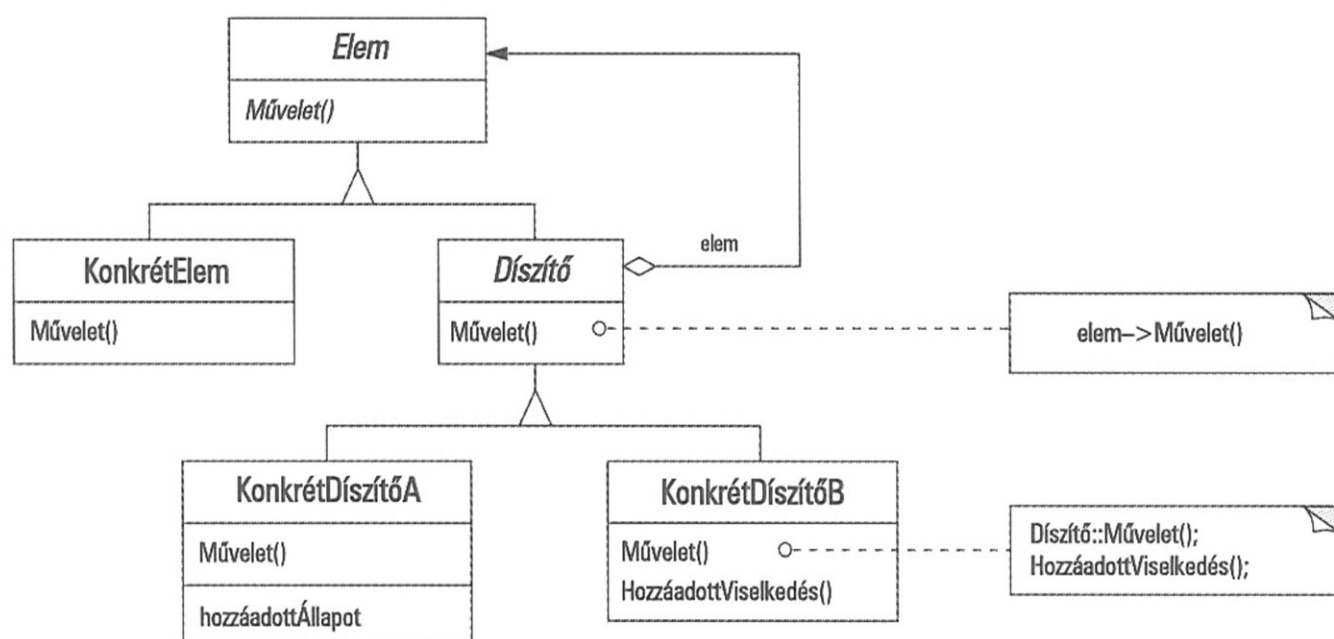 Elem
Művelet()
elem
KonkrétElem
Művelet()
Díszítő
Művelet()
elem–>Művelet()
KonkrétDíszítőA
Művelet()
hozzáadottÁllapot
KonkrétDíszítőB
Művelet()
HozzáadottViselkedés()
Díszítő::Művelet();
HozzáadottViselkedés();